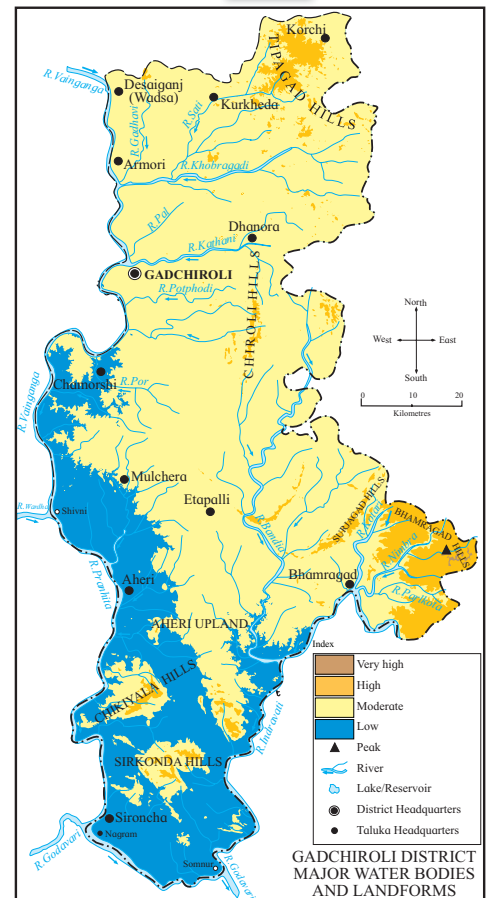 Korchi
TIPAGAD HILLS
R.Vainganga
Desaiganj
(Wadsa)
R.Gadhavi
R.Sati
Kurkheda
Armori
R.Khobragadi
R.Pal
Dhanora
R.Kathani
GADCHIROLI
R.Potphodi
CHIROLI HILLS
North
West
East
South
0 10 20
Kilometres
Chamorshi
R.Por
R.Vainganga
Mulchera
Etapalli
R.Wardha
Shivni
R.Bandia
SURJAGAD HILLS
BHAMRAGAD HILLS
R.Nimbra
R.Parlkota
Bhamragad
R.Pranhita
Aheri
AHERI UPLAND
CHIKIYALA HILLS
R.Indravati
SIRKONDA HILLS
Sironcha
Nagram
R.Godavari
Somnur
R.Godavari
Index
Very high
High
Moderate
Low
Peak
River
Lake/Reservoir
District Headquarters
Taluka Headquarters
GADCHIROLI DISTRICT
MAJOR WATER BODIES
AND LANDFORMS